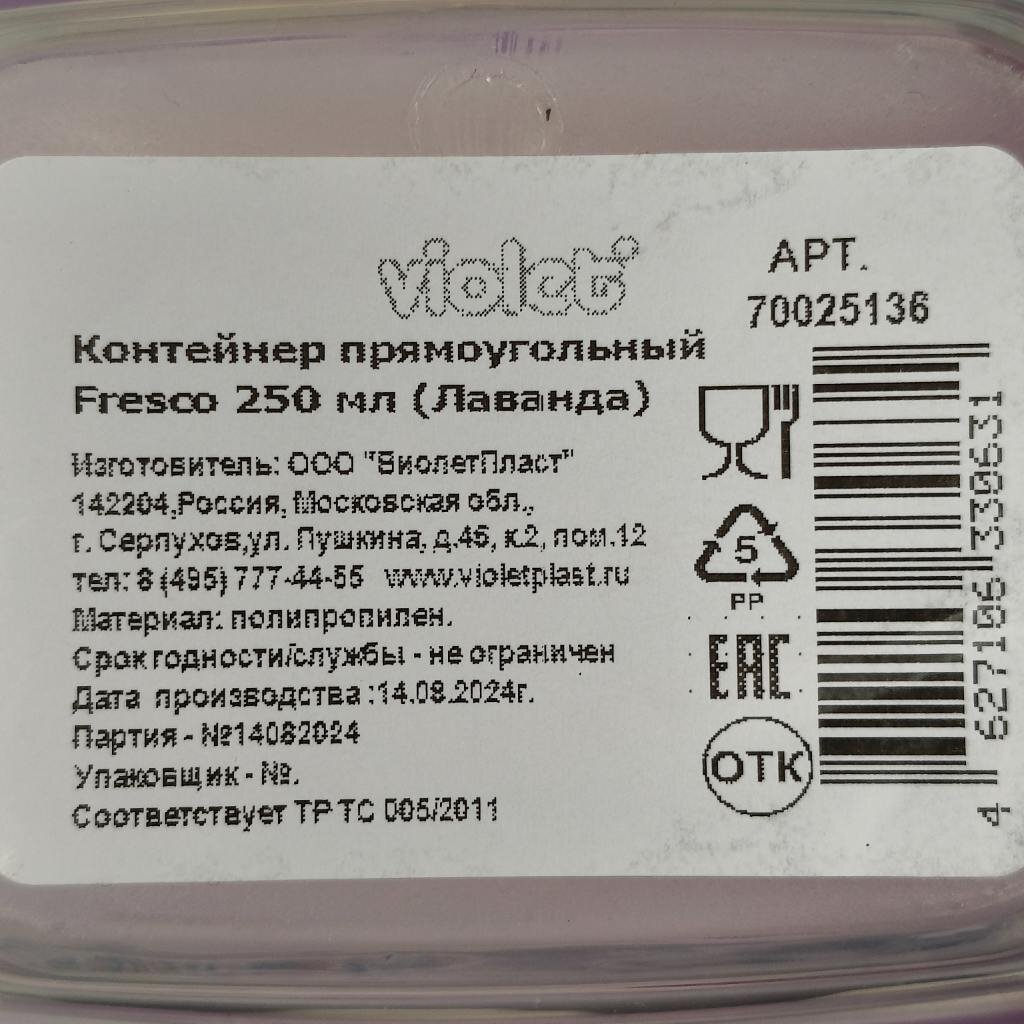 violet
АРТ.
70025136
Контейнер прямоугольный
Fresco 250 мл (Лаванда)
Изготовитель: ООО "ВиолетПласт"
142204,Россия, Московская обл.,
г. Серпухов,ул. Пушкина, д.45, к.2, пом.12
тел: 8 (495) 777-44-55 www.violetplast.ru
Материал: полипропилен.
Срок годности/службы - не ограничен
Дата производства :14.08.2024г.
Партия - №14082024
Упаковщик - №.
Соответствует ТР ТС 005/2011
5
PP
EAC
ОТК
4 627106 330631